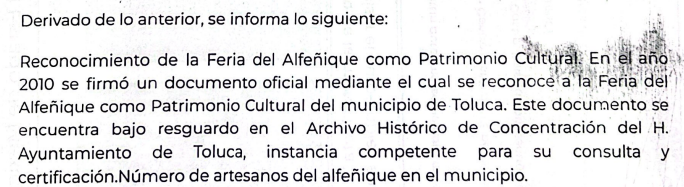 Derivado de lo anterior, se informa lo siguiente:
Reconocimiento de la Feria del Alfeñique como Patrimonio Cultural. En el año
2010 se firmó un documento oficial mediante el cual se reconoce a la Feria del
Alfeñique como Patrimonio Cultural del municipio de Toluca. Este documento se
encuentra bajo resguardo en el Archivo Histórico de Concentración del H.
Ayuntamiento de Toluca, instancia competente para su consulta y
certificación.Número de artesanos del alfeñique en el municipio.